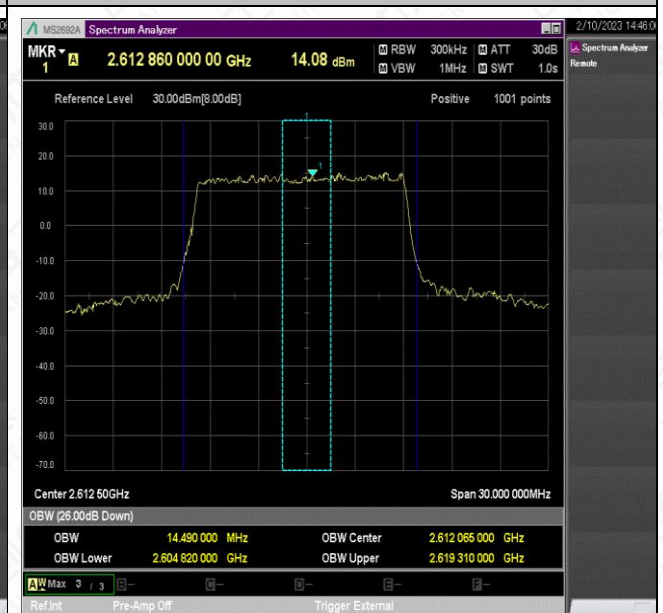 MS2692A Spectrum Analyzer 2/10/2023 14:46:0
MKR 1 A 2.612 860 000 00 GHz 14.08 dBm M RBW 300kHz M ATT 30dB
M VBW 1MHz M SWT 1.0s
Spectrum Analyzer
Remote
Reference Level 30.00dBm[8.00dB] Positive 1001 points
1
30.0
20.0
1
10.0
0.0
-10.0
-20.0
-30.0
-40.0
-50.0
-60.0
-70.0
Center 2.612 50GHz Span 30.000 000MHz
OBW (26.00dB Down)
OBW 14.490 000 MHz OBW Center 2.612 065 000 GHz
OBW Lower 2.604 820 000 GHz OBW Upper 2.619 310 000 GHz
A W Max 3 / 3 B- C- D- E- F-
Ref.Int Pre-Amp Off Trigger External